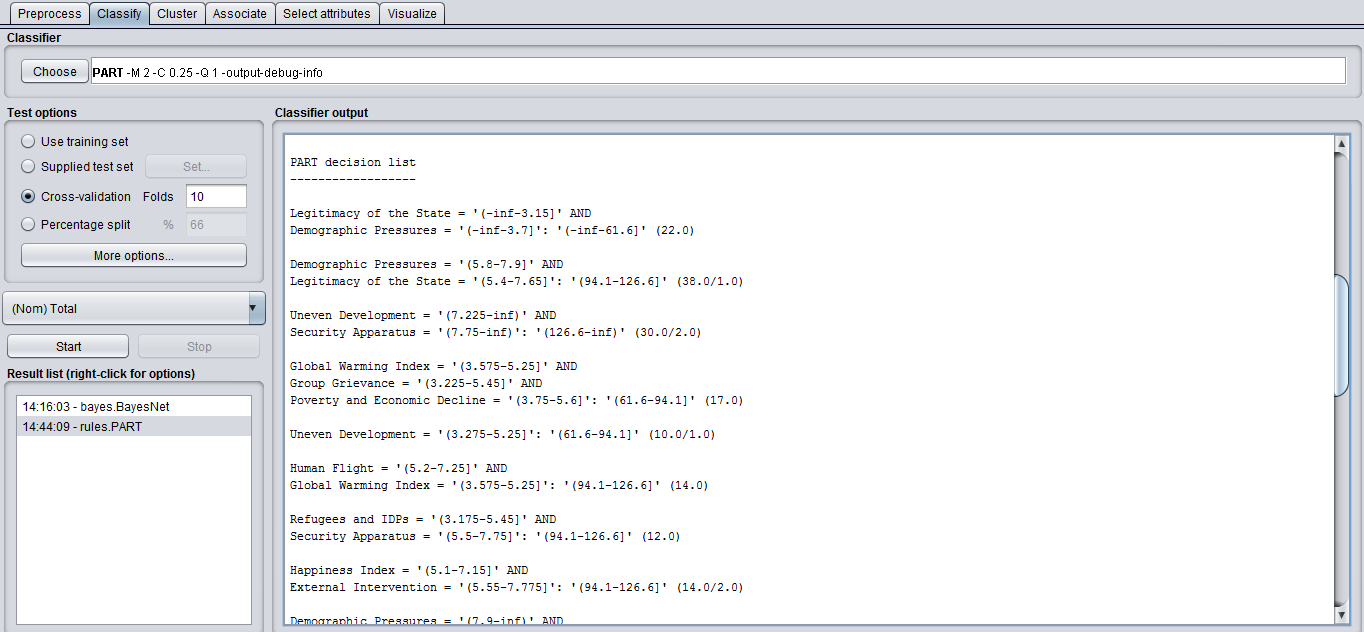 Preprocess Classify Cluster Associate Select attributes Visualize
Classifier
Choose PART -M 2 -C 0.25 -Q 1 -output-debug-info
Test options
Use training set
Supplied test set Set...
Cross-validation Folds 10
Percentage split % 66
More options...
(Nom) Total
Start Stop
Result list (right-click for options)
14:16:03 - bayes.BayesNet
14:44:09 - rules.PART
Classifier output
PART decision list
------------------
Legitimacy of the State = '(-inf-3.15]' AND
Demographic Pressures = '(-inf-3.7]': '(-inf-61.6]' (22.0)
Demographic Pressures = '(5.8-7.9]' AND
Legitimacy of the State = '(5.4-7.65]': '(94.1-126.6]' (38.0/1.0)
Uneven Development = '(7.225-inf)' AND
Security Apparatus = '(7.75-inf)': '(126.6-inf)' (30.0/2.0)
Global Warming Index = '(3.575-5.25]' AND
Group Grievance = '(3.225-5.45]' AND
Poverty and Economic Decline = '(3.75-5.6]': '(61.6-94.1]' (17.0)
Uneven Development = '(3.275-5.25]': '(61.6-94.1]' (10.0/1.0)
Human Flight = '(5.2-7.25]' AND
Global Warming Index = '(3.575-5.25]': '(94.1-126.6]' (14.0)
Refugees and IDPs = '(3.175-5.45]' AND
Security Apparatus = '(5.5-7.75]': '(94.1-126.6]' (12.0)
Happiness Index = '(5.1-7.15]' AND
External Intervention = '(5.55-7.775]': '(94.1-126.6]' (14.0/2.0)
Demographic Pressures = '(7.9-inf)' AND